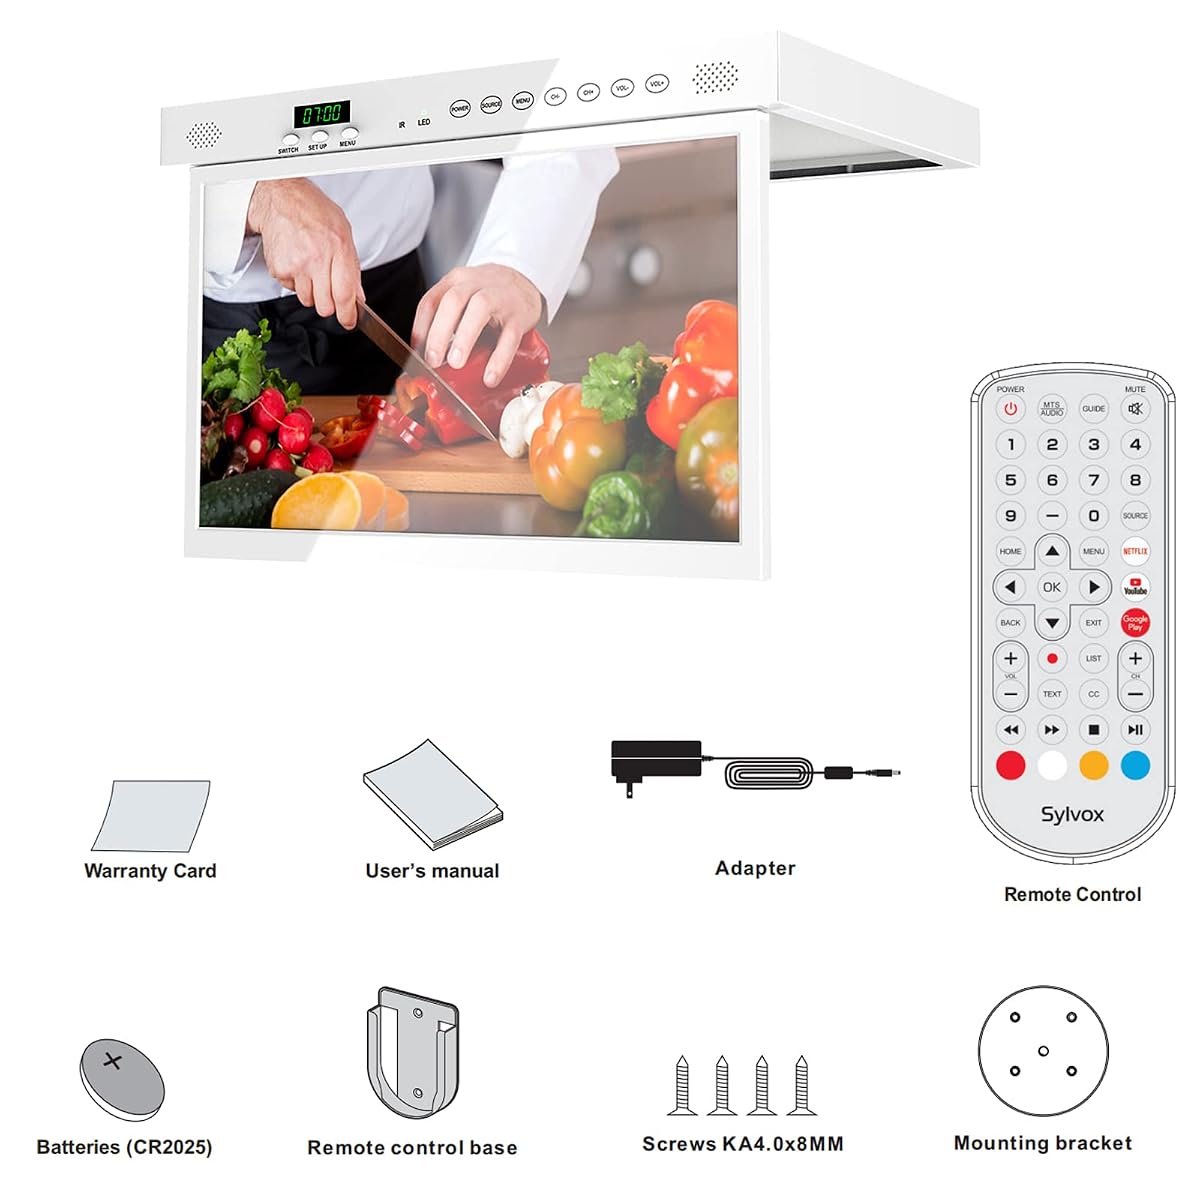 07:00
SWITCH SET UP MENU
IR LED
POWER SOURCE MENU CH- CH+ VOL- VOL+
POWER MUTE
MTS AUDIO GUIDE
1 2 3 4
5 6 7 8
9 – 0 SOURCE
HOME MENU NETFLIX
OK YouTube
BACK EXIT Google Play
+ LIST +
VOL CH
– TEXT CC –
Sylvox
Warranty Card
User’s manual
Adapter
Remote Control
Batteries (CR2025)
Remote control base
Screws KA4.0x8MM
Mounting bracket